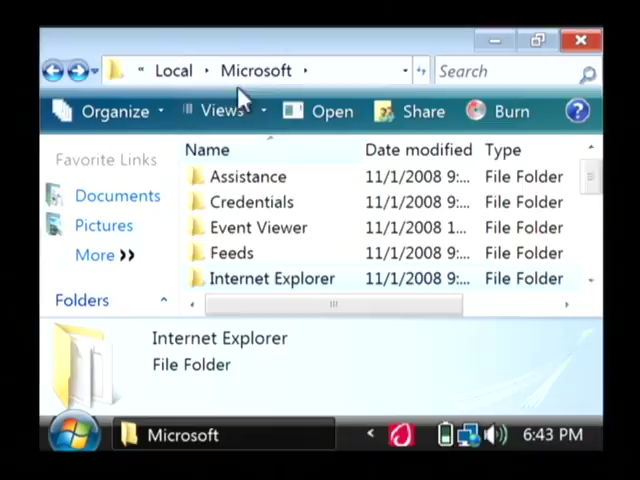 « Local Microsoft Search
Organize Views Open Share Burn ?
Favorite Links
Documents
Pictures
More
Folders
Name Date modified Type
Assistance 11/1/2008 9:... File Folder
Credentials 11/1/2008 9:... File Folder
Event Viewer 11/1/2008 1... File Folder
Feeds 11/1/2008 9:... File Folder
Internet Explorer 11/1/2008 9:... File Folder
Internet Explorer
File Folder
Microsoft < 6:43 PM